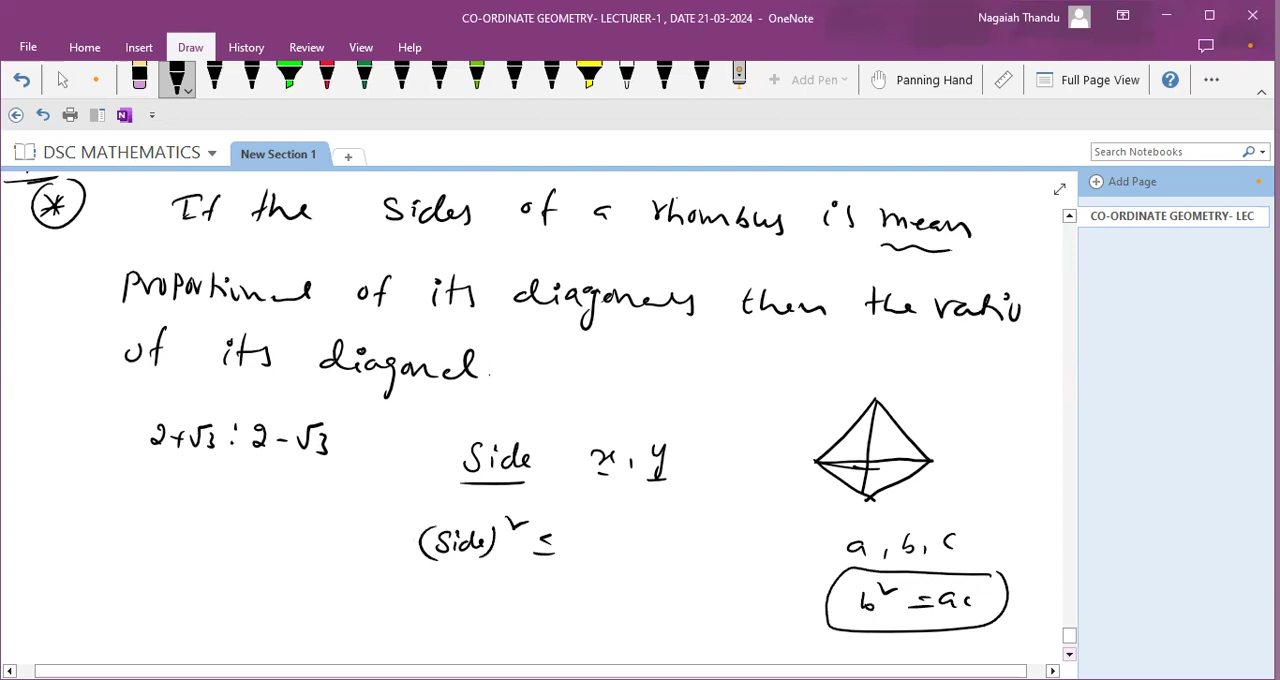 CO-ORDINATE GEOMETRY- LECTURER-1 , DATE 21-03-2024 - OneNote
Nagaiah Thandu
File Home Insert Draw History Review View Help
Add Pen Panning Hand Full Page View
DSC MATHEMATICS New Section 1
Search Notebooks
Add Page
CO-ORDINATE GEOMETRY- LEC
* If the sides of a rhombus is mean
proportional of its diagonals then the ratio
of its diagonal.
2+√3 : 2-√3
Side x, y
(Side)² =
a, b, c
b² = ac